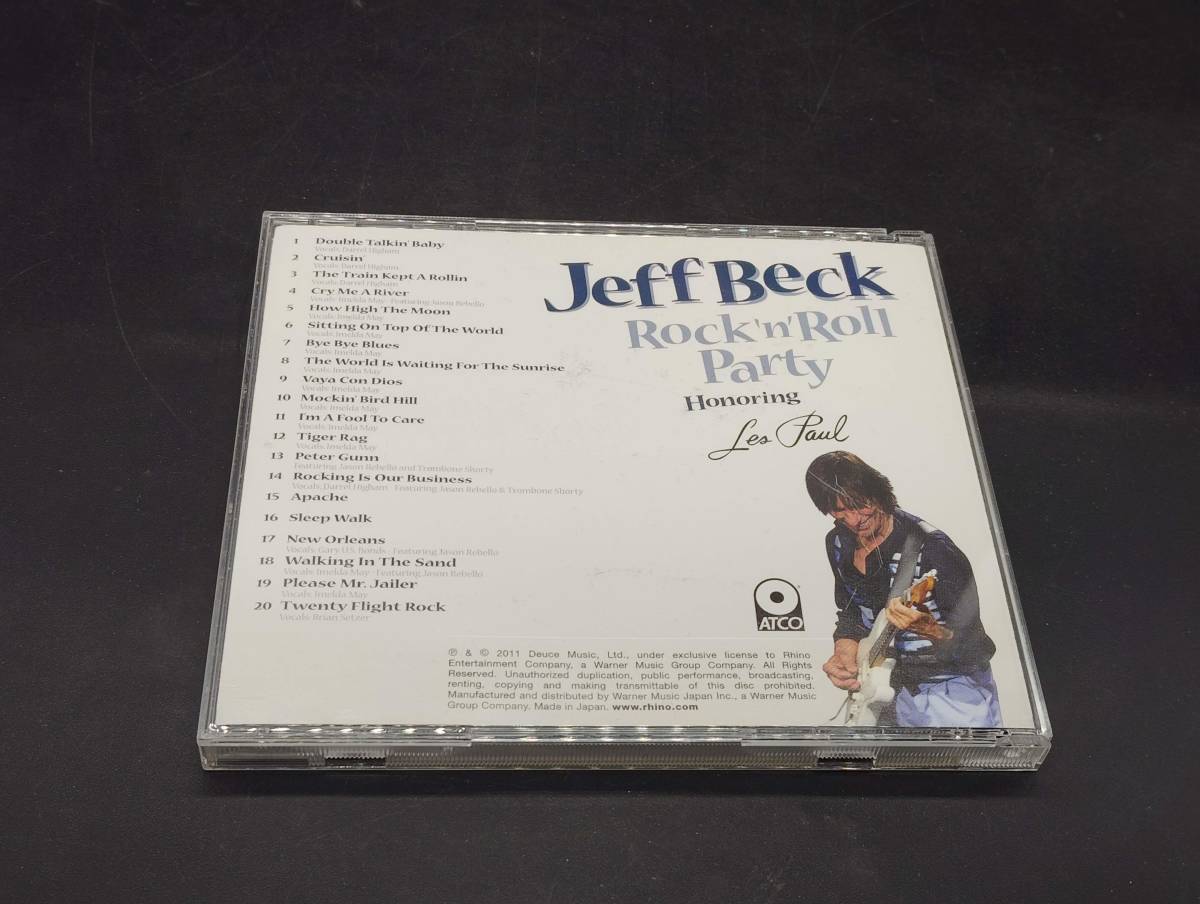 1 Double Talkin' Baby
Vocals: Darrel Higham
2 Cruisin'
Vocals: Darrel Higham
3 The Train Kept A Rollin
Vocals: Darrel Higham
4 Cry Me A River
Vocals: Imelda May · Featuring Jason Rebello
5 How High The Moon
Vocals: Imelda May
6 Sitting On Top Of The World
Vocals: Imelda May
7 Bye Bye Blues
Vocals: Imelda May
8 The World Is Waiting For The Sunrise
Vocals: Imelda May
9 Vaya Con Dios
Vocals: Imelda May
10 Mockin' Bird Hill
Vocals: Imelda May
11 I'm A Fool To Care
Vocals: Imelda May
12 Tiger Rag
Vocals: Imelda May
13 Peter Gunn
Featuring Jason Rebello and Trombone Shorty
14 Rocking Is Our Business
Vocals: Darrel Higham · Featuring Jason Rebello & Trombone Shorty
15 Apache
16 Sleep Walk
17 New Orleans
Vocals: Gary U.S. Bonds · Featuring Jason Rebello
18 Walking In The Sand
Vocals: Imelda May · Featuring Jason Rebello
19 Please Mr. Jailer
Vocals: Imelda May
20 Twenty Flight Rock
Vocals: Brian Setzer
Jeff Beck
Rock 'n' Roll
Party
Honoring
Les Paul
ATCO
®
℗ & © 2011 Deuce Music, Ltd., under exclusive license to Rhino
Entertainment Company, a Warner Music Group Company. All Rights
Reserved. Unauthorized duplication, public performance, broadcasting,
renting, copying and making transmittable of this disc prohibited.
Manufactured and distributed by Warner Music Japan Inc., a Warner Music
Group Company. Made in Japan. www.rhino.com